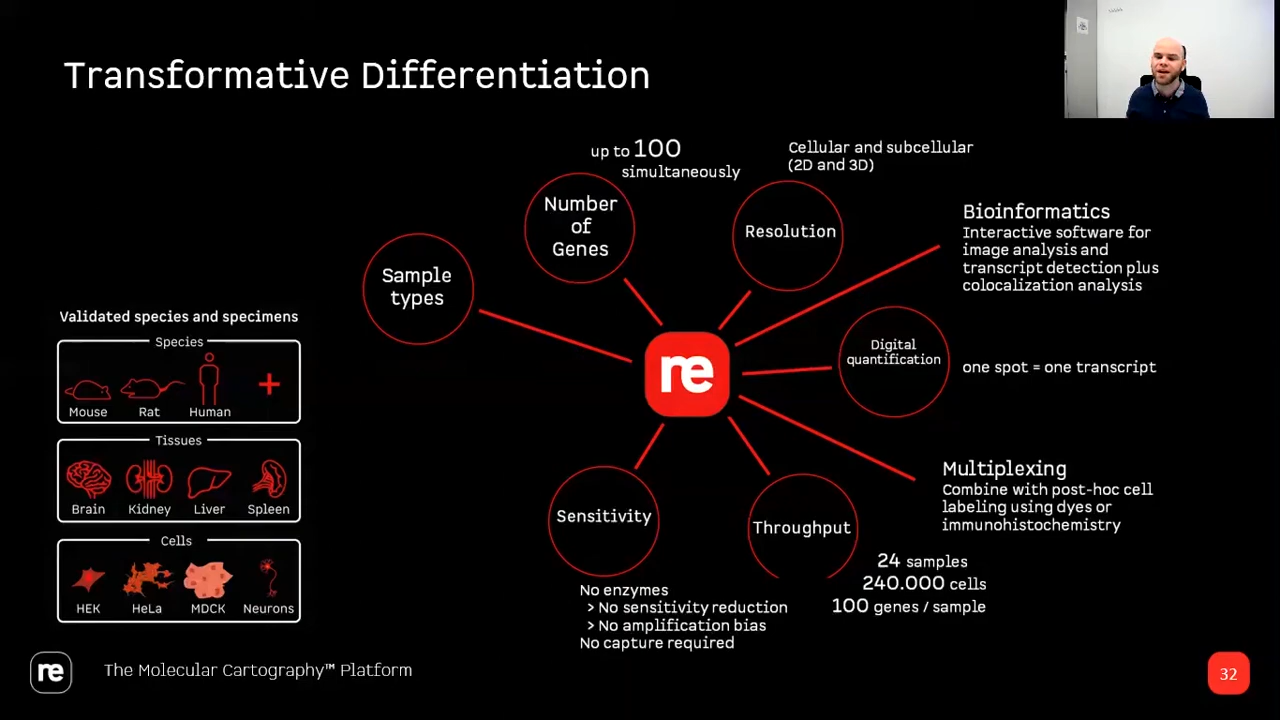 Transformative Differentiation
up to 100
simultaneously
Cellular and subcellular
(2D and 3D)
Number
of
Genes
Resolution
Bioinformatics
Interactive software for
image analysis and
transcript detection plus
colocalization analysis
Sample
types
Validated species and specimens
Species
Mouse Rat Human
+
Tissues
Brain Kidney Liver Spleen
Cells
HEK HeLa MDCK Neurons
re
Digital
quantification
one spot = one transcript
Multiplexing
Combine with post-hoc cell
labeling using dyes or
immunohistochemistry
Sensitivity
No enzymes
> No sensitivity reduction
> No amplification bias
No capture required
Throughput
24 samples
240.000 cells
100 genes / sample
re
The Molecular Cartography™ Platform
32